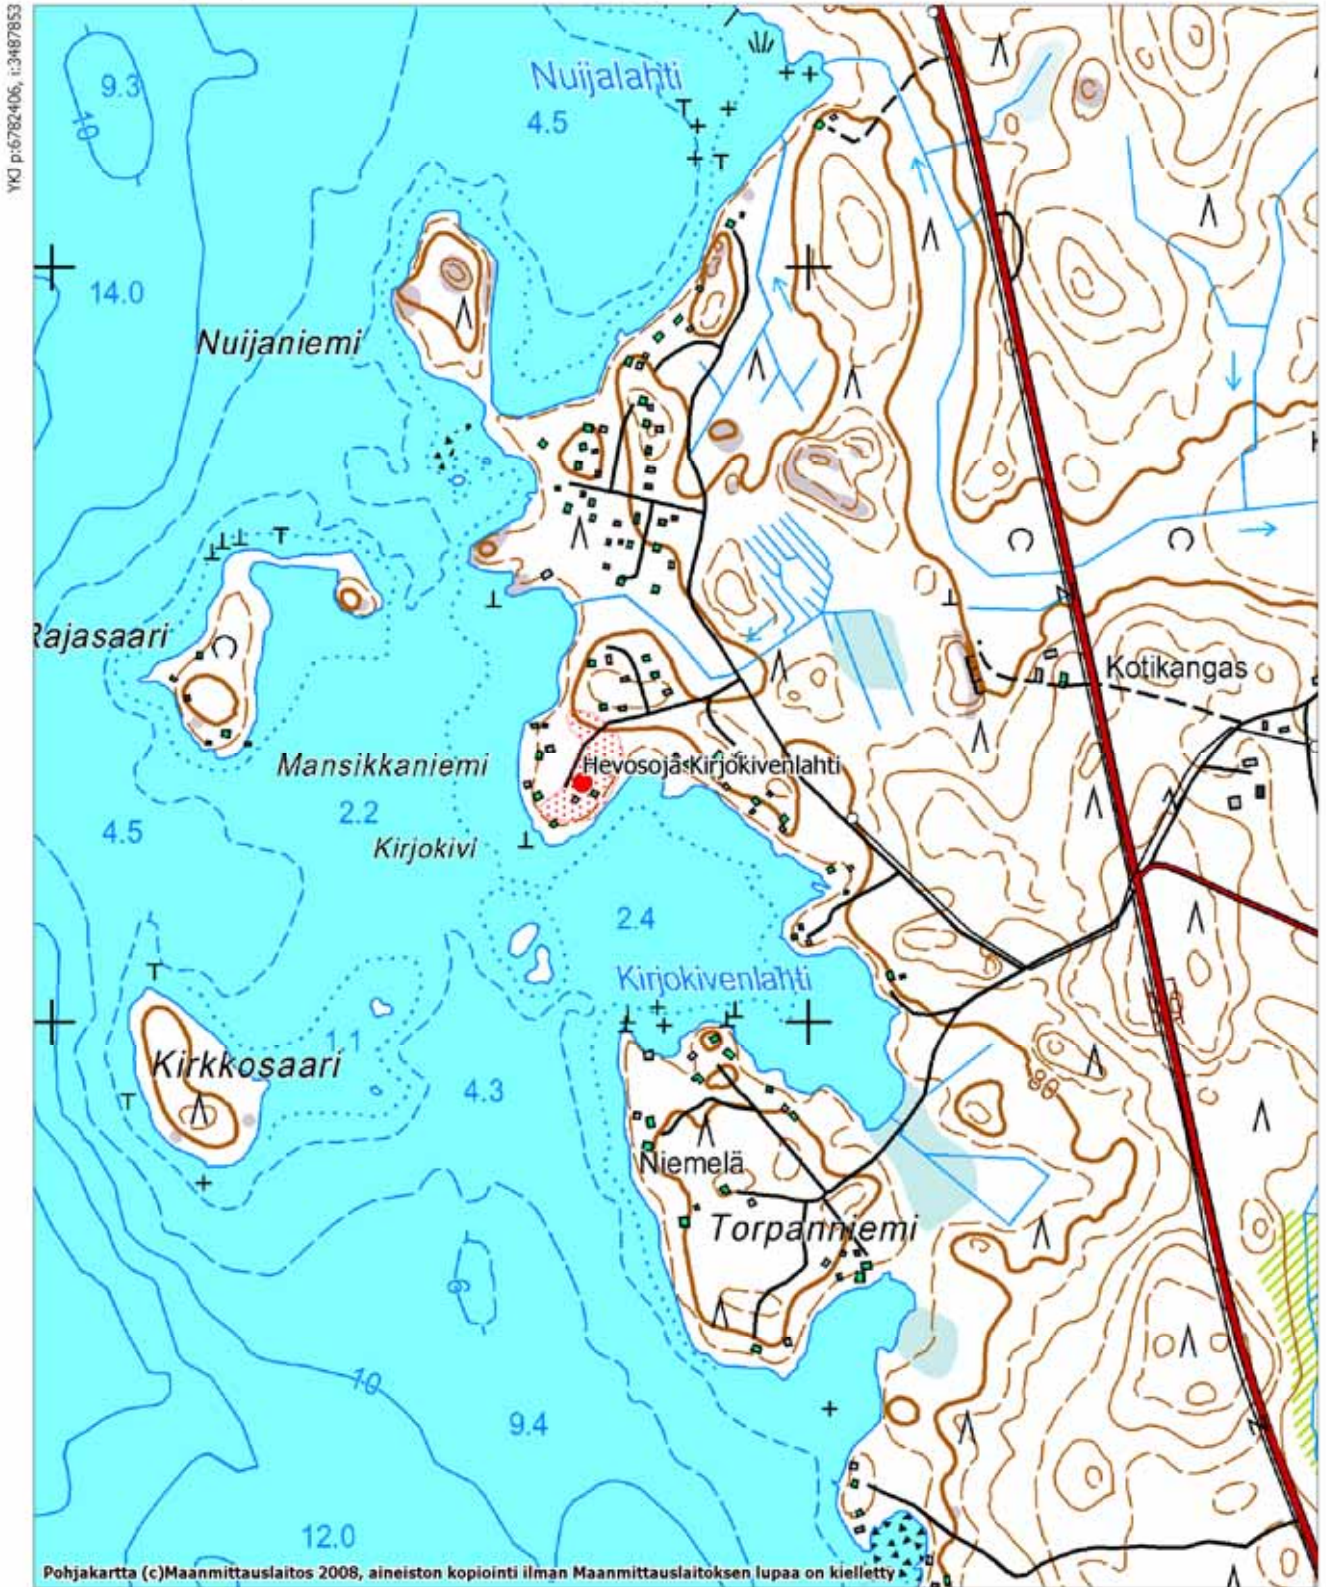 YKJ p:6782406, i:3487853
9.3
10
Nuijalahti
4.5
14.0
Nuijaniemi
Rajasaari
Kotikangas
Mansikkaniemi
Hevosoja Kirjokivenlahti
2.2
4.5
Kirjokivi
2.4
Kirjokivenlahti
1.1
Kirkkosaari
4.3
80
Niemelä
Torpanniemi
9
10
9.4
12.0
Pohjakartta (c)Maanmittauslaitos 2008, aineiston kopiointi ilman Maanmittauslaitoksen lupaa on kielletty